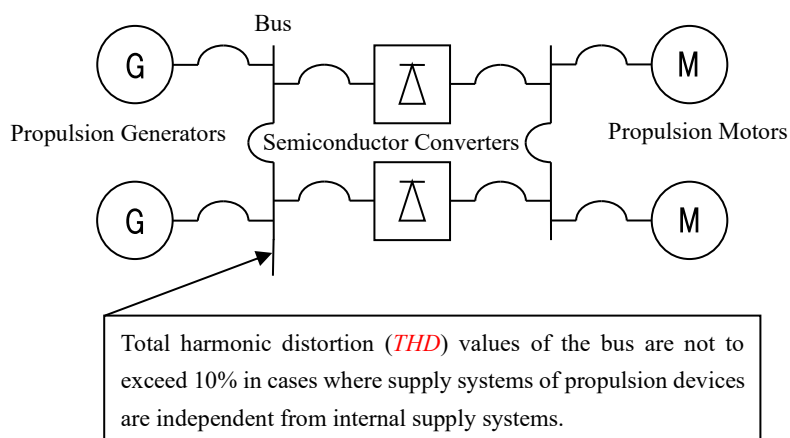 Bus
G
M
Propulsion Generators
Semiconductor Converters
Propulsion Motors
G
M
Total harmonic distortion (THD) values of the bus are not to
exceed 10% in cases where supply systems of propulsion devices
are independent from internal supply systems.